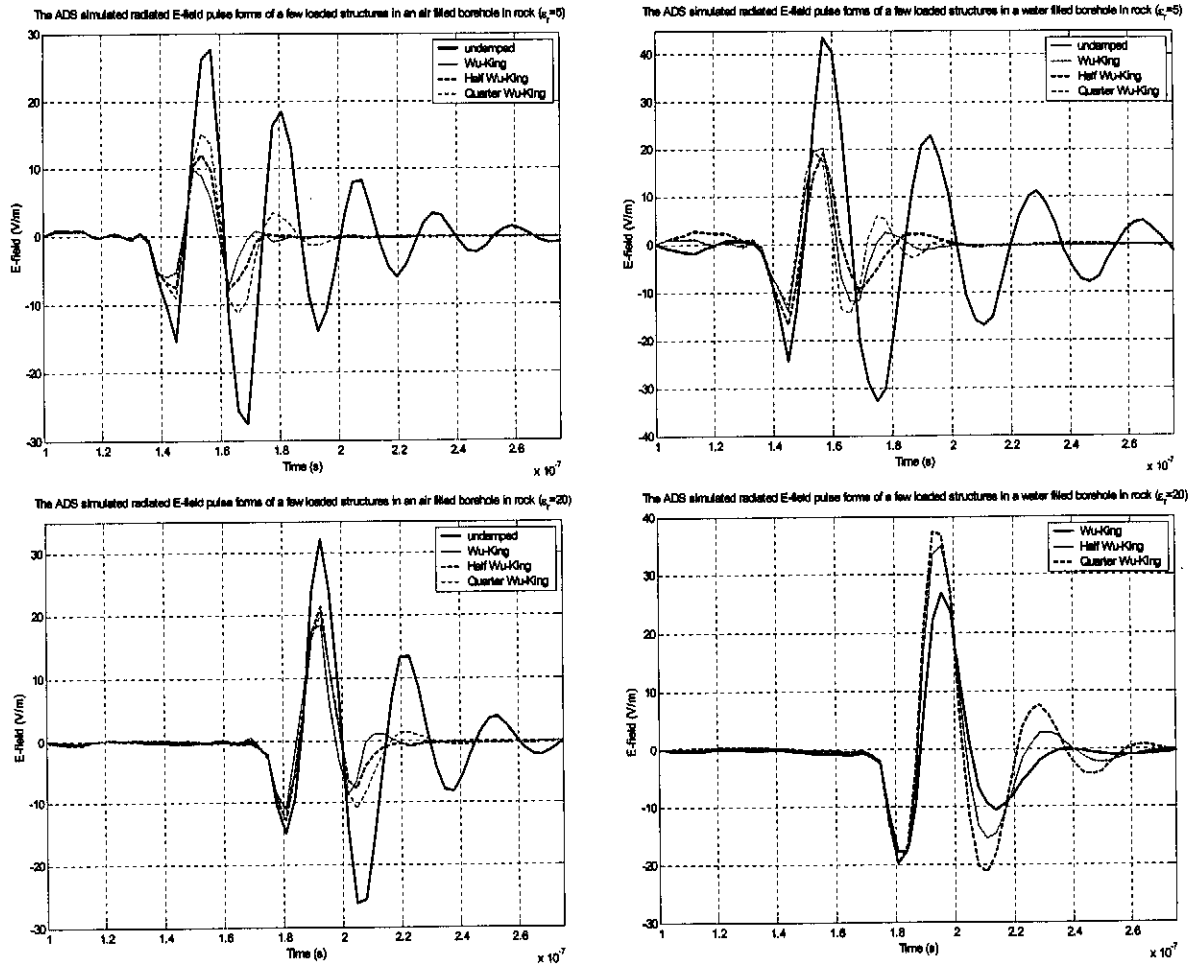 The ADS simulated radiated E-field pulse forms of a few loaded structures in an air filled borehole in rock (εr=5)
30
20
10
0
-10
-20
-30
E-field (V/m)
undamped
Wu-King
Half Wu-King
Quarter Wu-King
1 1.2 1.4 1.6 1.8 2 2.2 2.4 2.6
Time (s)
x 10-7
The ADS simulated radiated E-field pulse forms of a few loaded structures in a water filled borehole in rock (εr=5)
40
30
20
10
0
-10
-20
-30
-40
E-field (V/m)
undamped
Wu-King
Half Wu-King
Quarter Wu-King
1 1.2 1.4 1.6 1.8 2 2.2 2.4 2.6
Time (s)
x 10-7
The ADS simulated radiated E-field pulse forms of a few loaded structures in an air filled borehole in rock (εr=20)
30
20
10
0
-10
-20
-30
E-field (V/m)
undamped
Wu-King
Half Wu-King
Quarter Wu-King
1 1.2 1.4 1.6 1.8 2 2.2 2.4 2.6
Time (s)
x 10-7
The ADS simulated radiated E-field pulse forms of a few loaded structures in a water filled borehole in rock (εr=20)
40
30
20
10
0
-10
-20
-30
E-field (V/m)
Wu-King
Half Wu-King
Quarter Wu-King
1 1.2 1.4 1.6 1.8 2 2.2 2.4 2.6
Time (s)
x 10-7